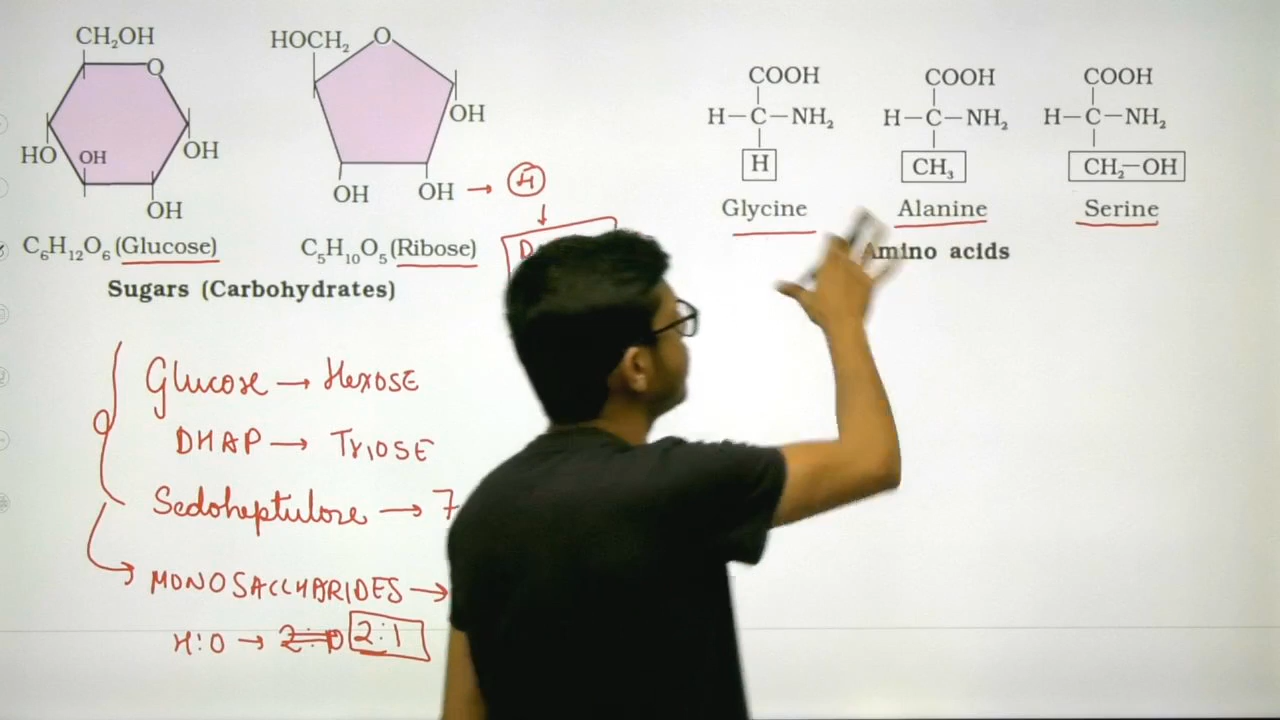 CH₂OH
O
HO
OH
OH
OH
C₆H₁₂O₆ (Glucose)
HOCH₂
O
OH
OH
OH → H
C₅H₁₀O₅ (Ribose)
D
Sugars (Carbohydrates)
COOH
H—C—NH₂
H
Glycine
COOH
H—C—NH₂
CH₃
Alanine
COOH
H—C—NH₂
CH₂—OH
Serine
Amino acids
Glucose → HEXOSE
DHAP → TRIOSE
Sedoheptulose → 7
MONOSACCHARIDES →
H:O → 2:1